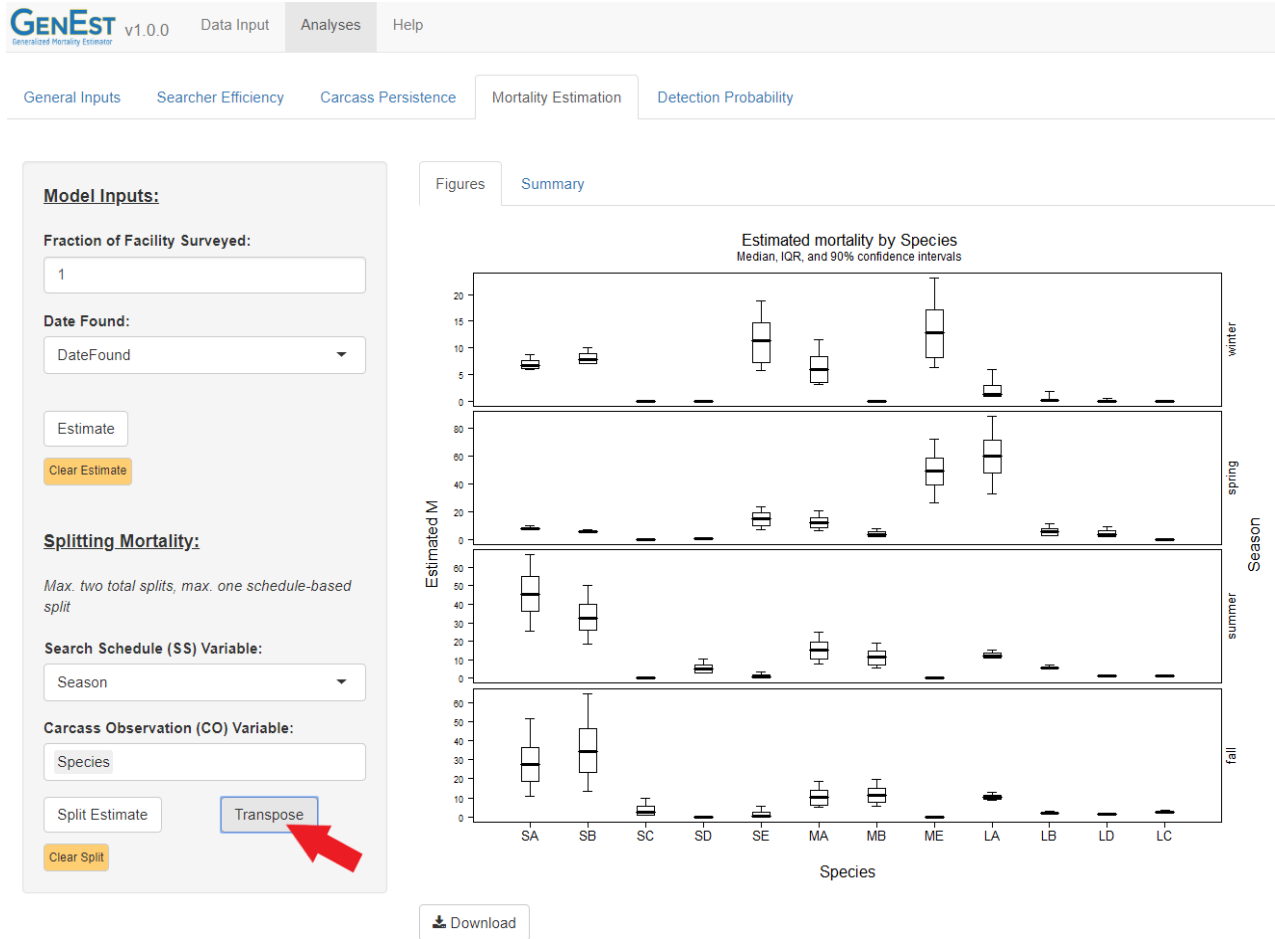 GENEST v1.0.0 Data Input Analyses Help
Generalized Mortality Estimator
General Inputs Searcher Efficiency Carcass Persistence Mortality Estimation Detection Probability
Model Inputs:
Fraction of Facility Surveyed:
1
Date Found:
DateFound
Estimate
Clear Estimate
Splitting Mortality:
Max. two total splits, max. one schedule-based
split
Search Schedule (SS) Variable:
Season
Carcass Observation (CO) Variable:
Species
Split Estimate Transpose
Clear Split
Figures Summary
Estimated mortality by Species
Median, IQR, and 90% confidence intervals
Estimated M
20
15
10
5
0
winter
80
60
40
20
0
spring
60
50
40
30
20
10
0
summer
60
50
40
30
20
10
0
fall
Season
SA SB SC SD SE MA MB ME LA LB LD LC
Species
Download